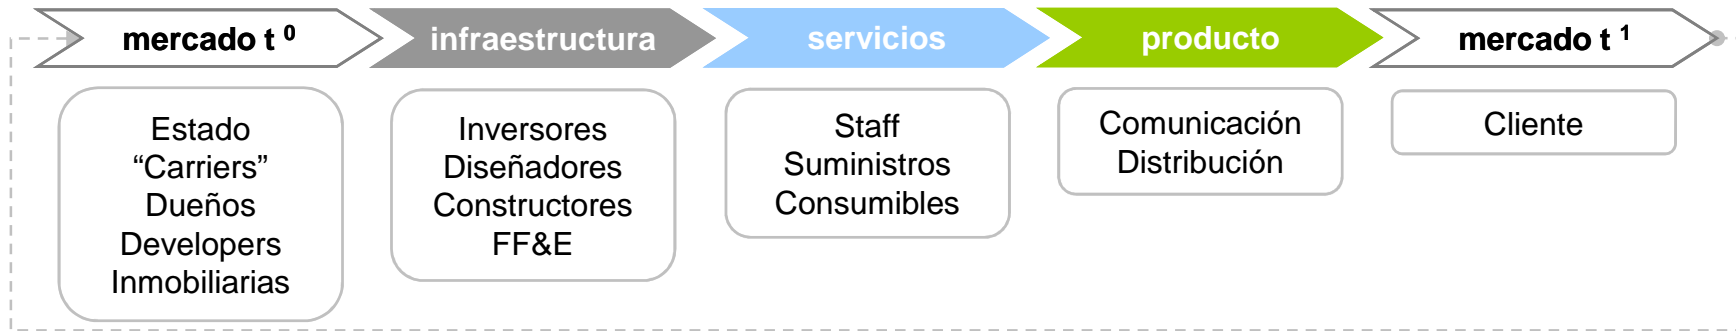 mercado t 0
infraestructura
servicios
producto
mercado t 1
Estado
“Carriers”
Dueños
Developers
Inmobiliarias
Inversores
Diseñadores
Constructores
FF&E
Staff
Suministros
Consumibles
Comunicación
Distribución
Cliente